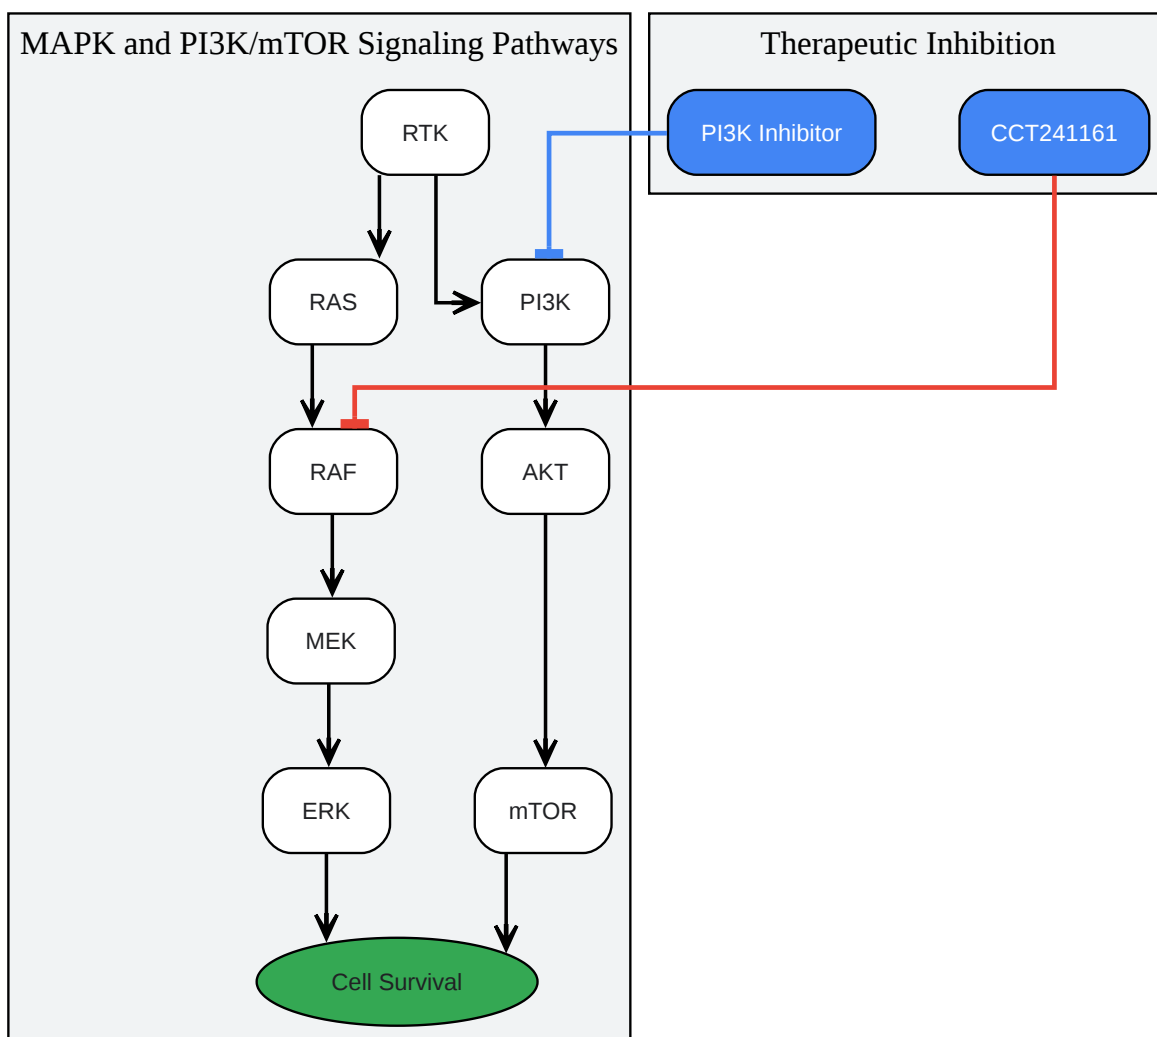 MAPK and PI3K/mTOR Signaling Pathways
Therapeutic Inhibition
RTK
PI3K Inhibitor
CCT241161
RAS
PI3K
RAF
AKT
MEK
ERK
mTOR
Cell Survival